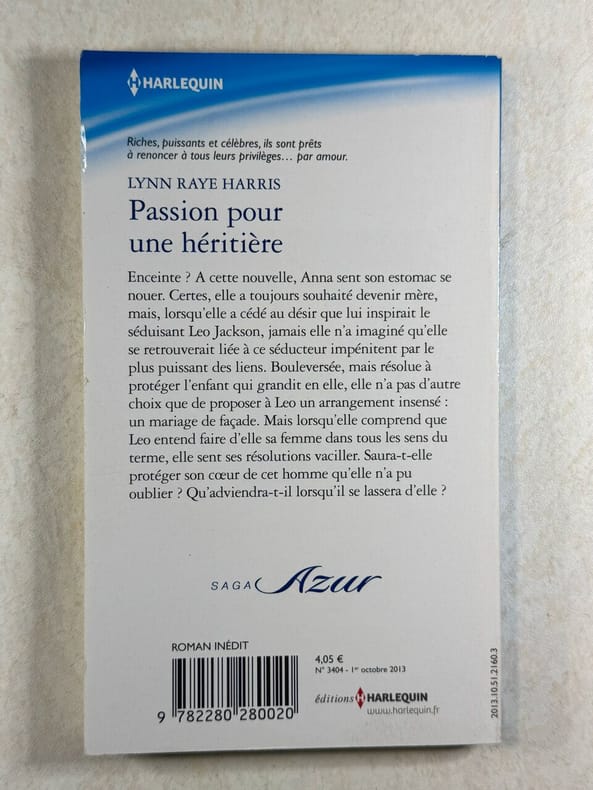 HARLEQUIN
Riches, puissants et célèbres, ils sont prêts
à renoncer à tous leurs privilèges… par amour.
LYNN RAYE HARRIS
Passion pour
une héritière
Enceinte ? A cette nouvelle, Anna sent son estomac se
nouer. Certes, elle a toujours souhaité devenir mère,
mais, lorsqu'elle a cédé au désir que lui inspirait le
séduisant Leo Jackson, jamais elle n'a imaginé qu'elle
se retrouverait liée à ce séducteur impénitent par le
plus puissant des liens. Bouleversée, mais résolue à
protéger l'enfant qui grandit en elle, elle n'a pas d'autre
choix que de proposer à Leo un arrangement insensé :
un mariage de façade. Mais lorsqu'elle comprend que
Leo entend faire d'elle sa femme dans tous les sens du
terme, elle sent ses résolutions vaciller. Saura-t-elle
protéger son cœur de cet homme qu'elle n'a pu
oublier ? Qu'adviendra-t-il lorsqu'il se lassera d'elle ?
SAGA Azur
ROMAN INÉDIT
4,05 €
N° 3404 - 1er octobre 2013
éditions HARLEQUIN
www.harlequin.fr
9 782280 280020
2013.10.51.2160.3